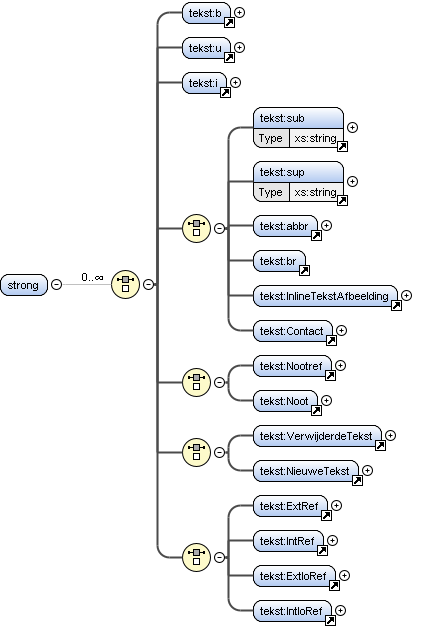 tekst:b
tekst:u
tekst:i
tekst:sub
Type xs:string
tekst:sup
Type xs:string
tekst:abbr
tekst:br
strong 0..∞
tekst:InlineTekstAfbeelding
tekst:Contact
tekst:Nootref
tekst:Noot
tekst:VerwijderdeTekst
tekst:NieuweTekst
tekst:ExtRef
tekst:IntRef
tekst:ExtIoRef
tekst:IntIoRef